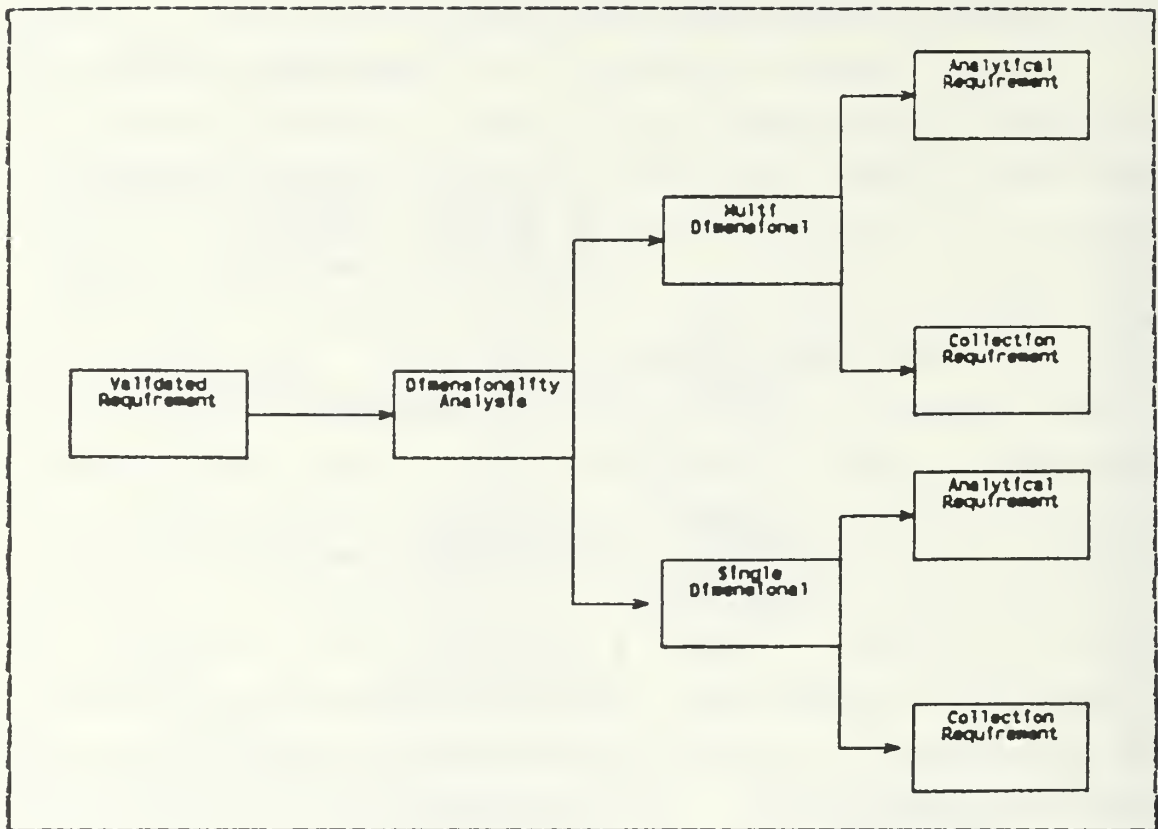 Analytical
Requirement
Multi
Dimensional
Collection
Requirement
Validated
Requirement
Dimensionality
Analysis
Analytical
Requirement
Single
Dimensional
Collection
Requirement